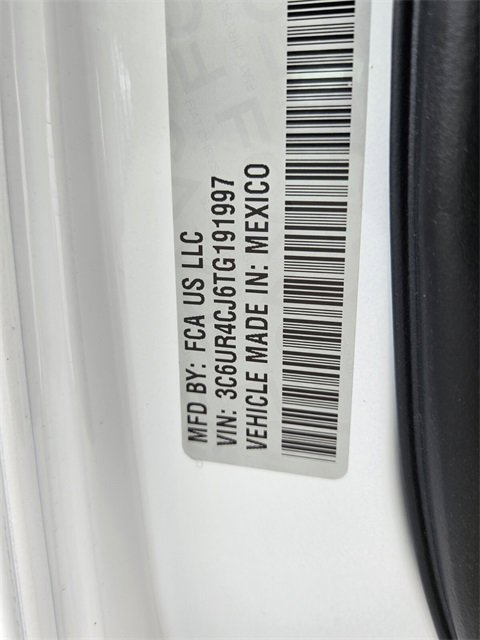 MFD BY: FCA US LLC
VIN: 3C6UR4CJ6TG191997
VEHICLE MADE IN: MEXICO